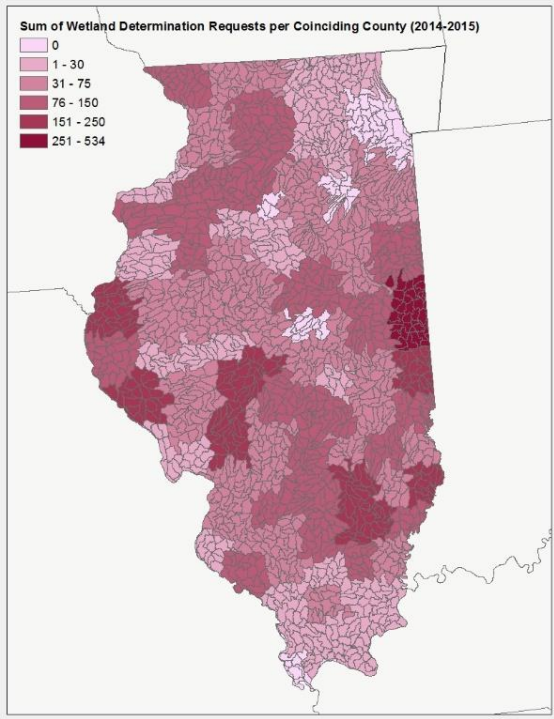 Sum of Wetland Determination Requests per Coinciding County (2014-2015)
0
1 - 30
31 - 75
76 - 150
151 - 250
251 - 534